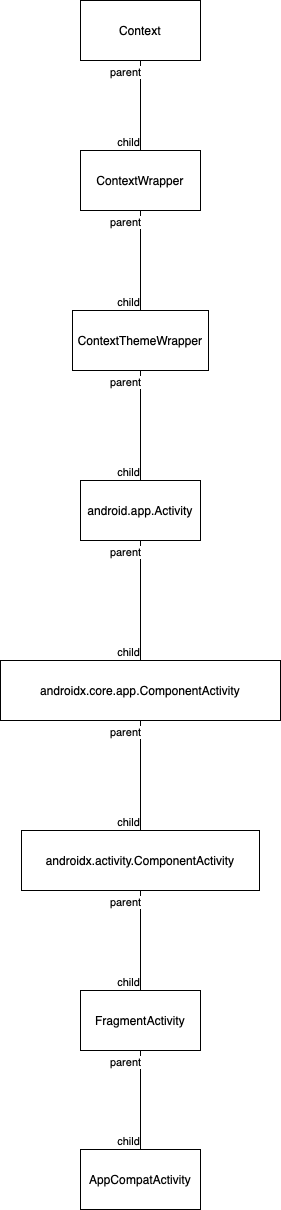 Context
parent
child
ContextWrapper
parent
child
ContextThemeWrapper
parent
child
android.app.Activity
parent
child
androidx.core.app.ComponentActivity
parent
child
androidx.activity.ComponentActivity
parent
child
FragmentActivity
parent
child
AppCompatActivity